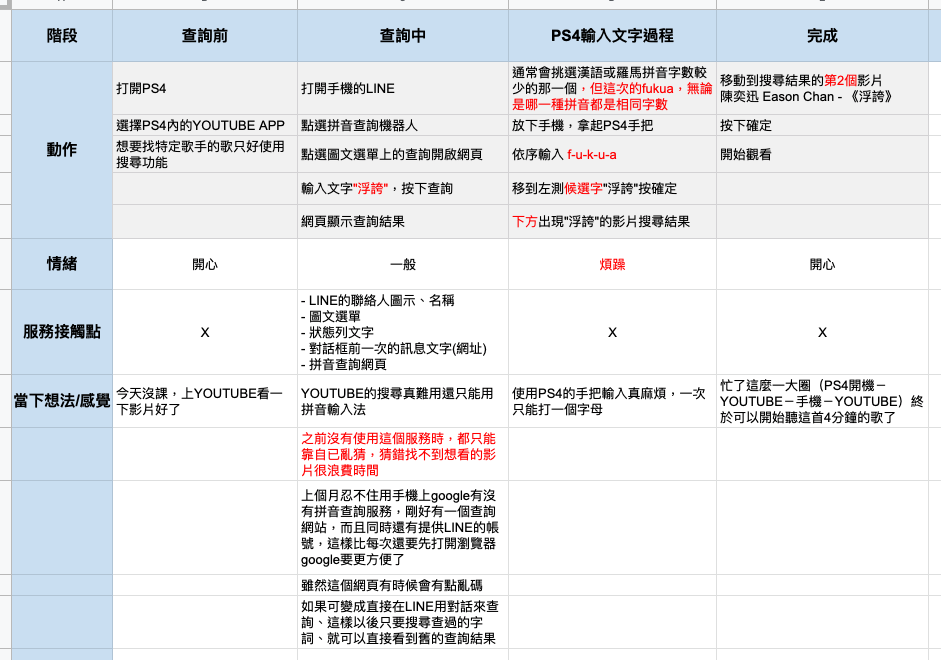 階段 查詢前 查詢中 PS4輸入文字過程 完成
動作
打開PS4
打開手機的LINE
通常會挑選漢語或羅馬拼音字數較
少的那一個，但這次的fukua，無論
是哪一種拼音都是相同字數
移動到搜尋結果的第2個影片
陳奕迅 Eason Chan - 《浮誇》
選擇PS4內的YOUTUBE APP
點選拼音查詢機器人
放下手機，拿起PS4手把
按下確定
想要找特定歌手的歌只好使用
搜尋功能
點選圖文選單上的查詢開啟網頁
依序輸入 f-u-k-u-a
開始觀看
輸入文字"浮誇"，按下查詢
移到左測候選字"浮誇"按確定
網頁顯示查詢結果
下方出現"浮誇"的影片搜尋結果
情緒 開心 一般 煩躁 開心
服務接觸點
X
- LINE的聯絡人圖示、名稱
- 圖文選單
- 狀態列文字
- 對話框前一次的訊息文字(網址)
- 拼音查詢網頁
X
X
當下想法/感覺
今天沒課，上YOUTUBE看一
下影片好了
YOUTUBE的搜尋真難用還只能用
拼音輸入法
使用PS4的手把輸入真麻煩，一次
只能打一個字母
忙了這麼一大圈（PS4開機－
YOUTUBE－手機－YOUTUBE）終
於可以開始聽這首4分鐘的歌了
之前沒有使用這個服務時，都只能
靠自已亂猜，猜錯找不到想看的影
片很浪費時間
上個月忍不住用手機上google有沒
有拼音查詢服務，剛好有一個查詢
網站，而且同時還有提供LINE的帳
號，這樣比每次還要先打開瀏覽器
google要更方便了
雖然這個網頁有時候會有點亂碼
如果可變成直接在LINE用對話來查
詢、這樣以後只要搜尋查過的字
詞、就可以直接看到舊的查詢結果